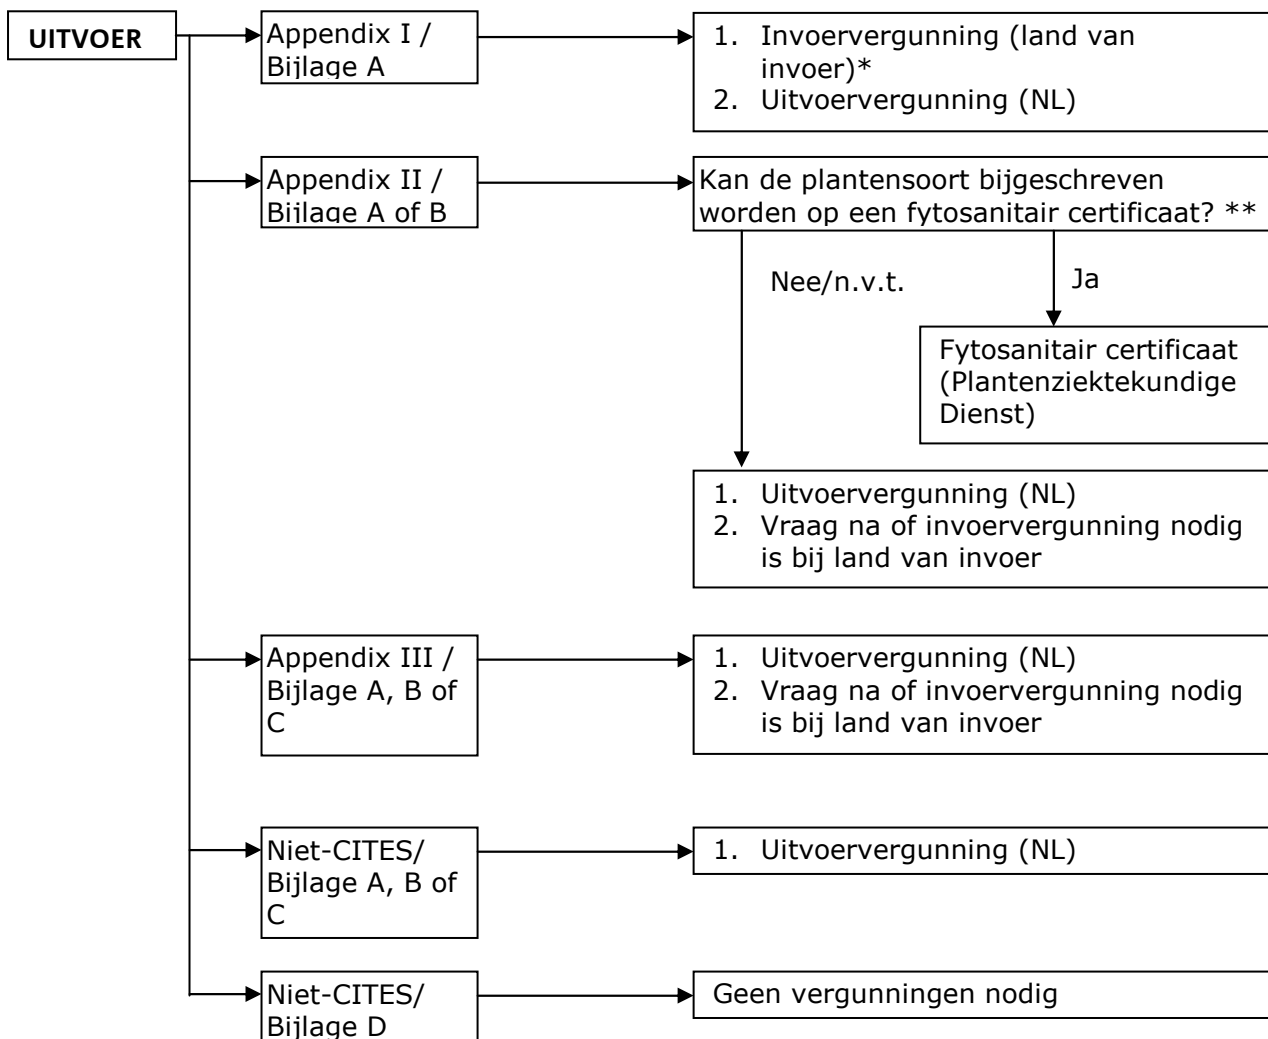 UITVOER
Appendix I /
Bijlage A
1. Invoervergunning (land van
invoer)*
2. Uitvoervergunning (NL)
Appendix II /
Bijlage A of B
Kan de plantensoort bijgeschreven
worden op een fytosanitair certificaat? **
Nee/n.v.t.
Ja
Fytosanitair certificaat
(Plantenziektekundige
Dienst)
1. Uitvoervergunning (NL)
2. Vraag na of invoervergunning nodig
is bij land van invoer
Appendix III /
Bijlage A, B of
C
1. Uitvoervergunning (NL)
2. Vraag na of invoervergunning nodig
is bij land van invoer
Niet-CITES/
Bijlage A, B of
C
1. Uitvoervergunning (NL)
Niet-CITES/
Bijlage D
Geen vergunningen nodig